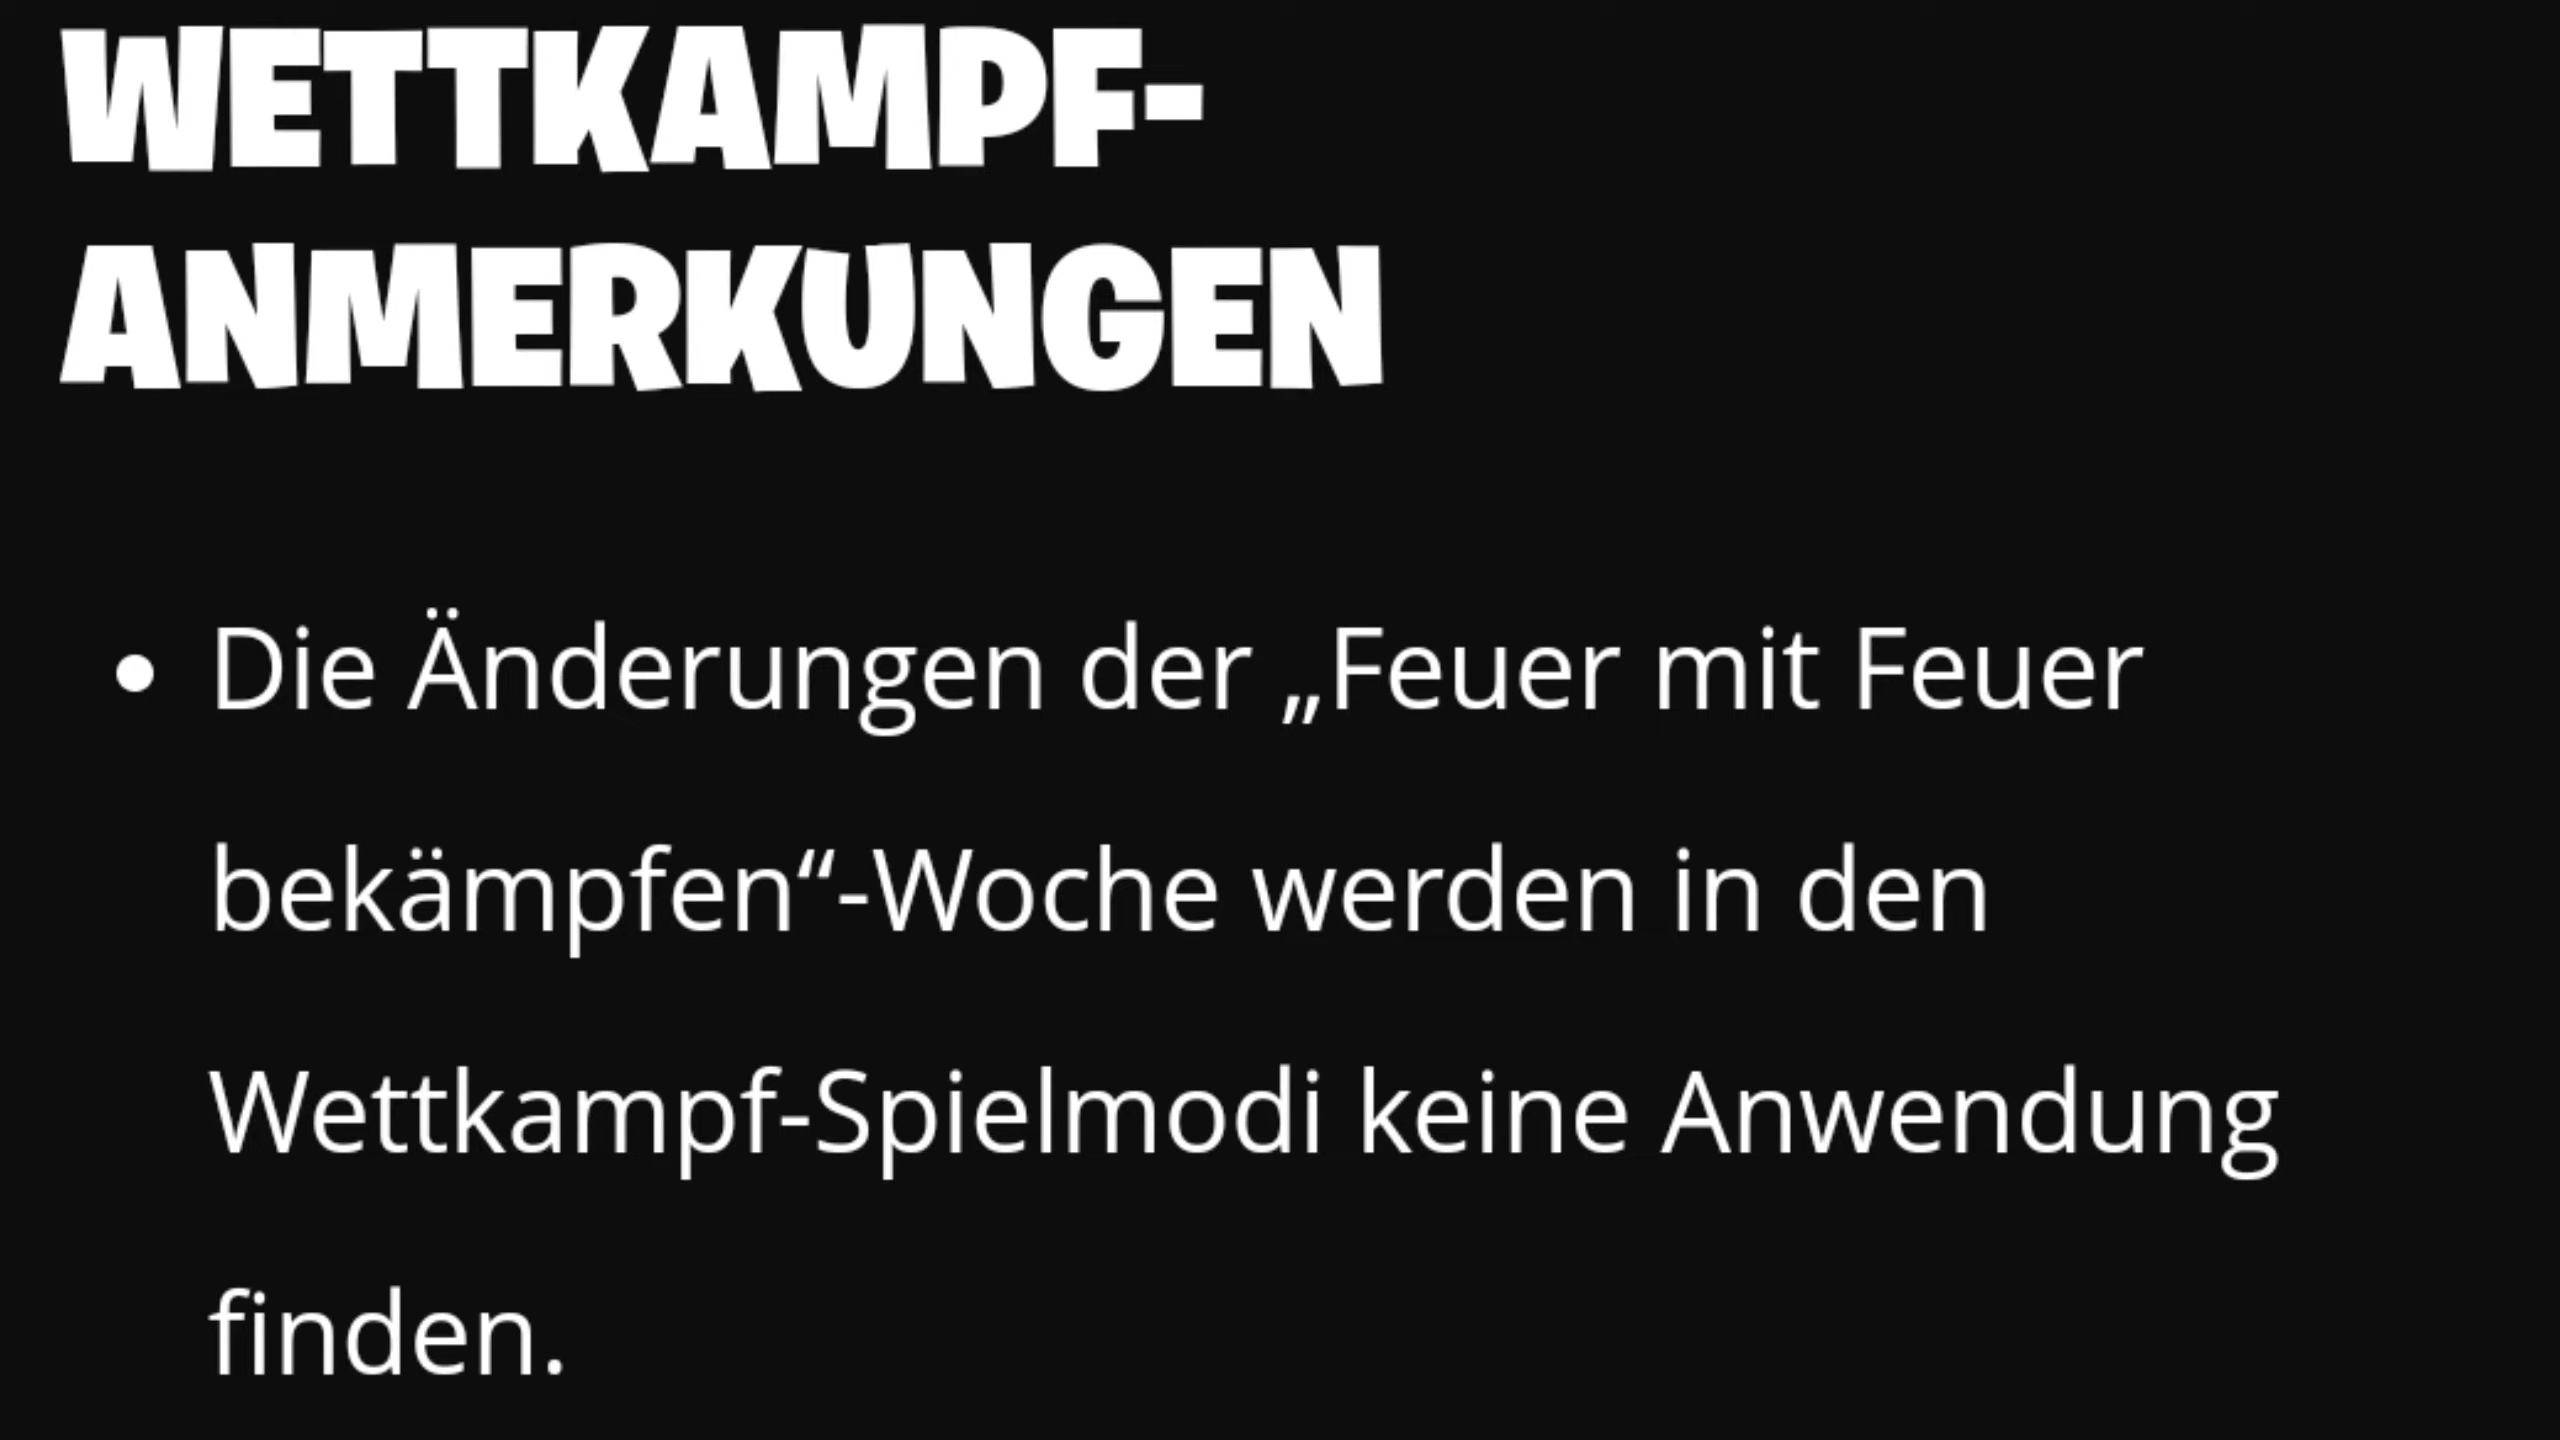 WETTKAMPF-
ANMERKUNGEN
• Die Änderungen der „Feuer mit Feuer
bekämpfen“-Woche werden in den
Wettkampf-Spielmodi keine Anwendung
finden.